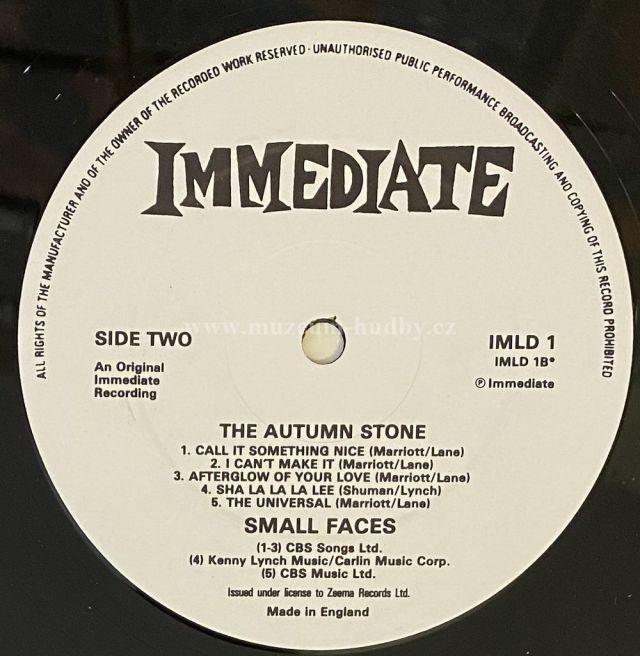 ALL RIGHTS OF THE MANUFACTURER AND OF THE OWNER OF THE RECORDED WORK RESERVED · UNAUTHORISED PUBLIC PERFORMANCE BROADCASTING AND COPYING OF THIS RECORD PROHIBITED
IMMEDIATE
www.muzeum-hudby.cz
SIDE TWO
IMLD 1
IMLD 1B*
An Original
Immediate
Recording
℗ Immediate
THE AUTUMN STONE
1. CALL IT SOMETHING NICE (Marriott/Lane)
2. I CAN'T MAKE IT (Marriott/Lane)
3. AFTERGLOW OF YOUR LOVE (Marriott/Lane)
4. SHA LA LA LA LEE (Shuman/Lynch)
5. THE UNIVERSAL (Marriott/Lane)
SMALL FACES
(1-3) CBS Songs Ltd.
(4) Kenny Lynch Music/Carlin Music Corp.
(5) CBS Music Ltd.
Issued under license to Zeema Records Ltd.
Made in England